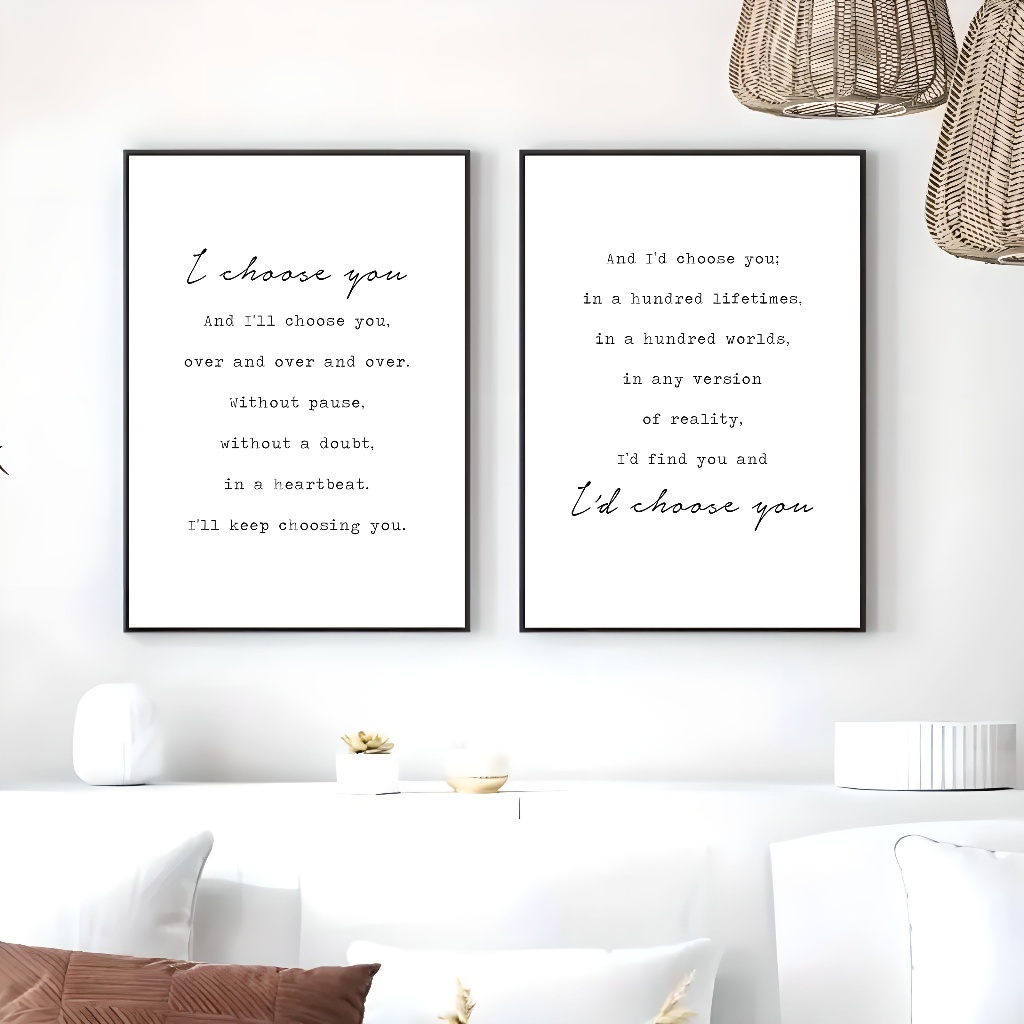 I choose you
And I'll choose you,
over and over and over.
Without pause,
without a doubt,
in a heartbeat.
I'll keep choosing you.
And I'd choose you;
in a hundred lifetimes,
in a hundred worlds,
in any version
of reality,
I'd find you and
I'd choose you